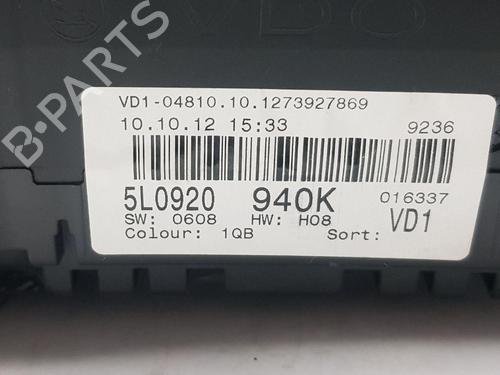 VDO
B-PARTS
VD1-04810.10.1273927869
10.10.12 15:33 9236
5L0920 940K 016337
SW: 0608 HW: H08 VD1
Colour: 1QB Sort: